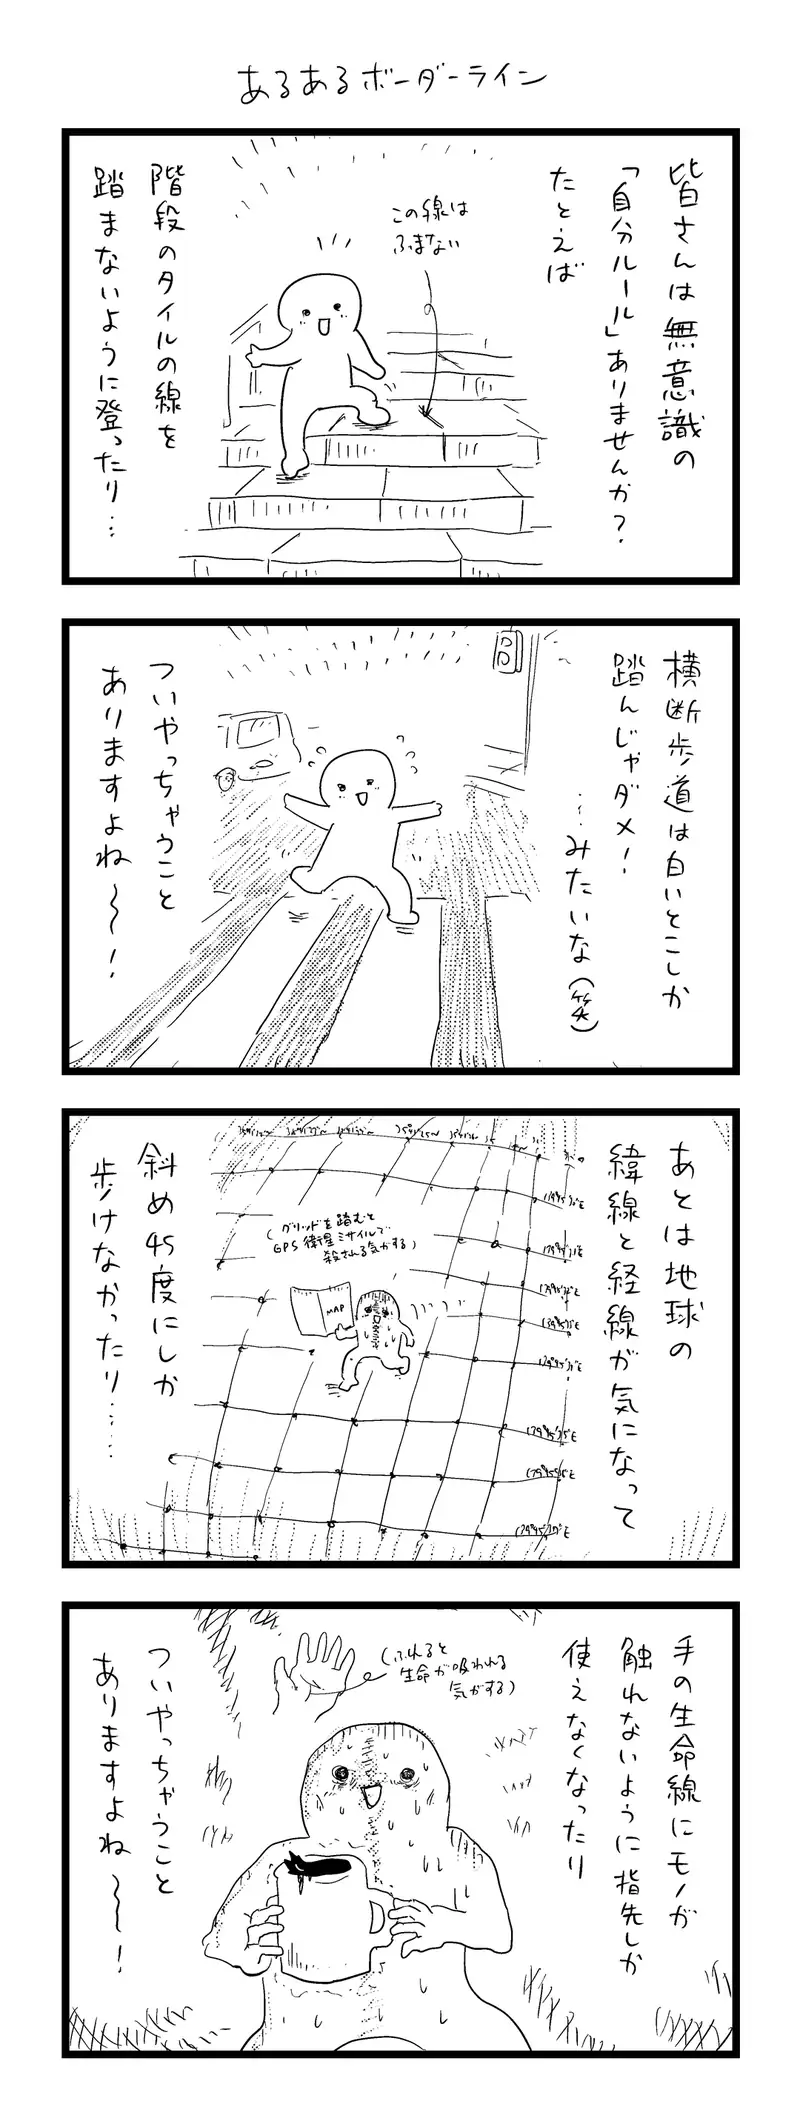 あるあるボーダーライン
皆さんは無意識の
「自分ルール」ありませんか?
たとえば
この線は
ふまない
階段のタイルの線を
踏まないように登ったり…
横断歩道は白いとこしか
踏んじゃダメ!
…みたいな(笑)
ついやっちゃうこと
ありますよね〜!
あとは地球の
緯線と経線が気になって
(グリッドを踏むと
GPS衛星ミサイルで
殺される気がする)
MAP
斜め45度にしか
歩けなかったり……
手の生命線にモノが
触れないように指先しか
使えなくなったり
(ふれると
生命が吸われる
気がする)
ついやっちゃうこと
ありますよね〜!